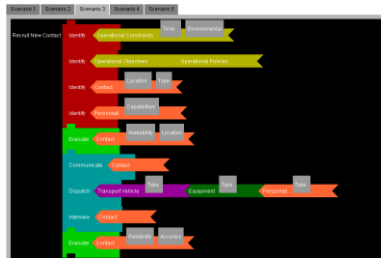 Scenario 1 Scenario 2 Scenario 3 Scenario 4 Scenario 5
Time Environmental
Recruit New Contact Identify Operational Constraints
Identify Operational Objectives Operational Policies
Location Type
Identify Contact
Capabilities
Identify Personnel
Availability Location
Evaluate Contact
Communicate Contact
Type Type Type
Dispatch Transport Vehicle Equipment Personnel
Interview Contact
Reliability Accuracy
Evaluate Contact